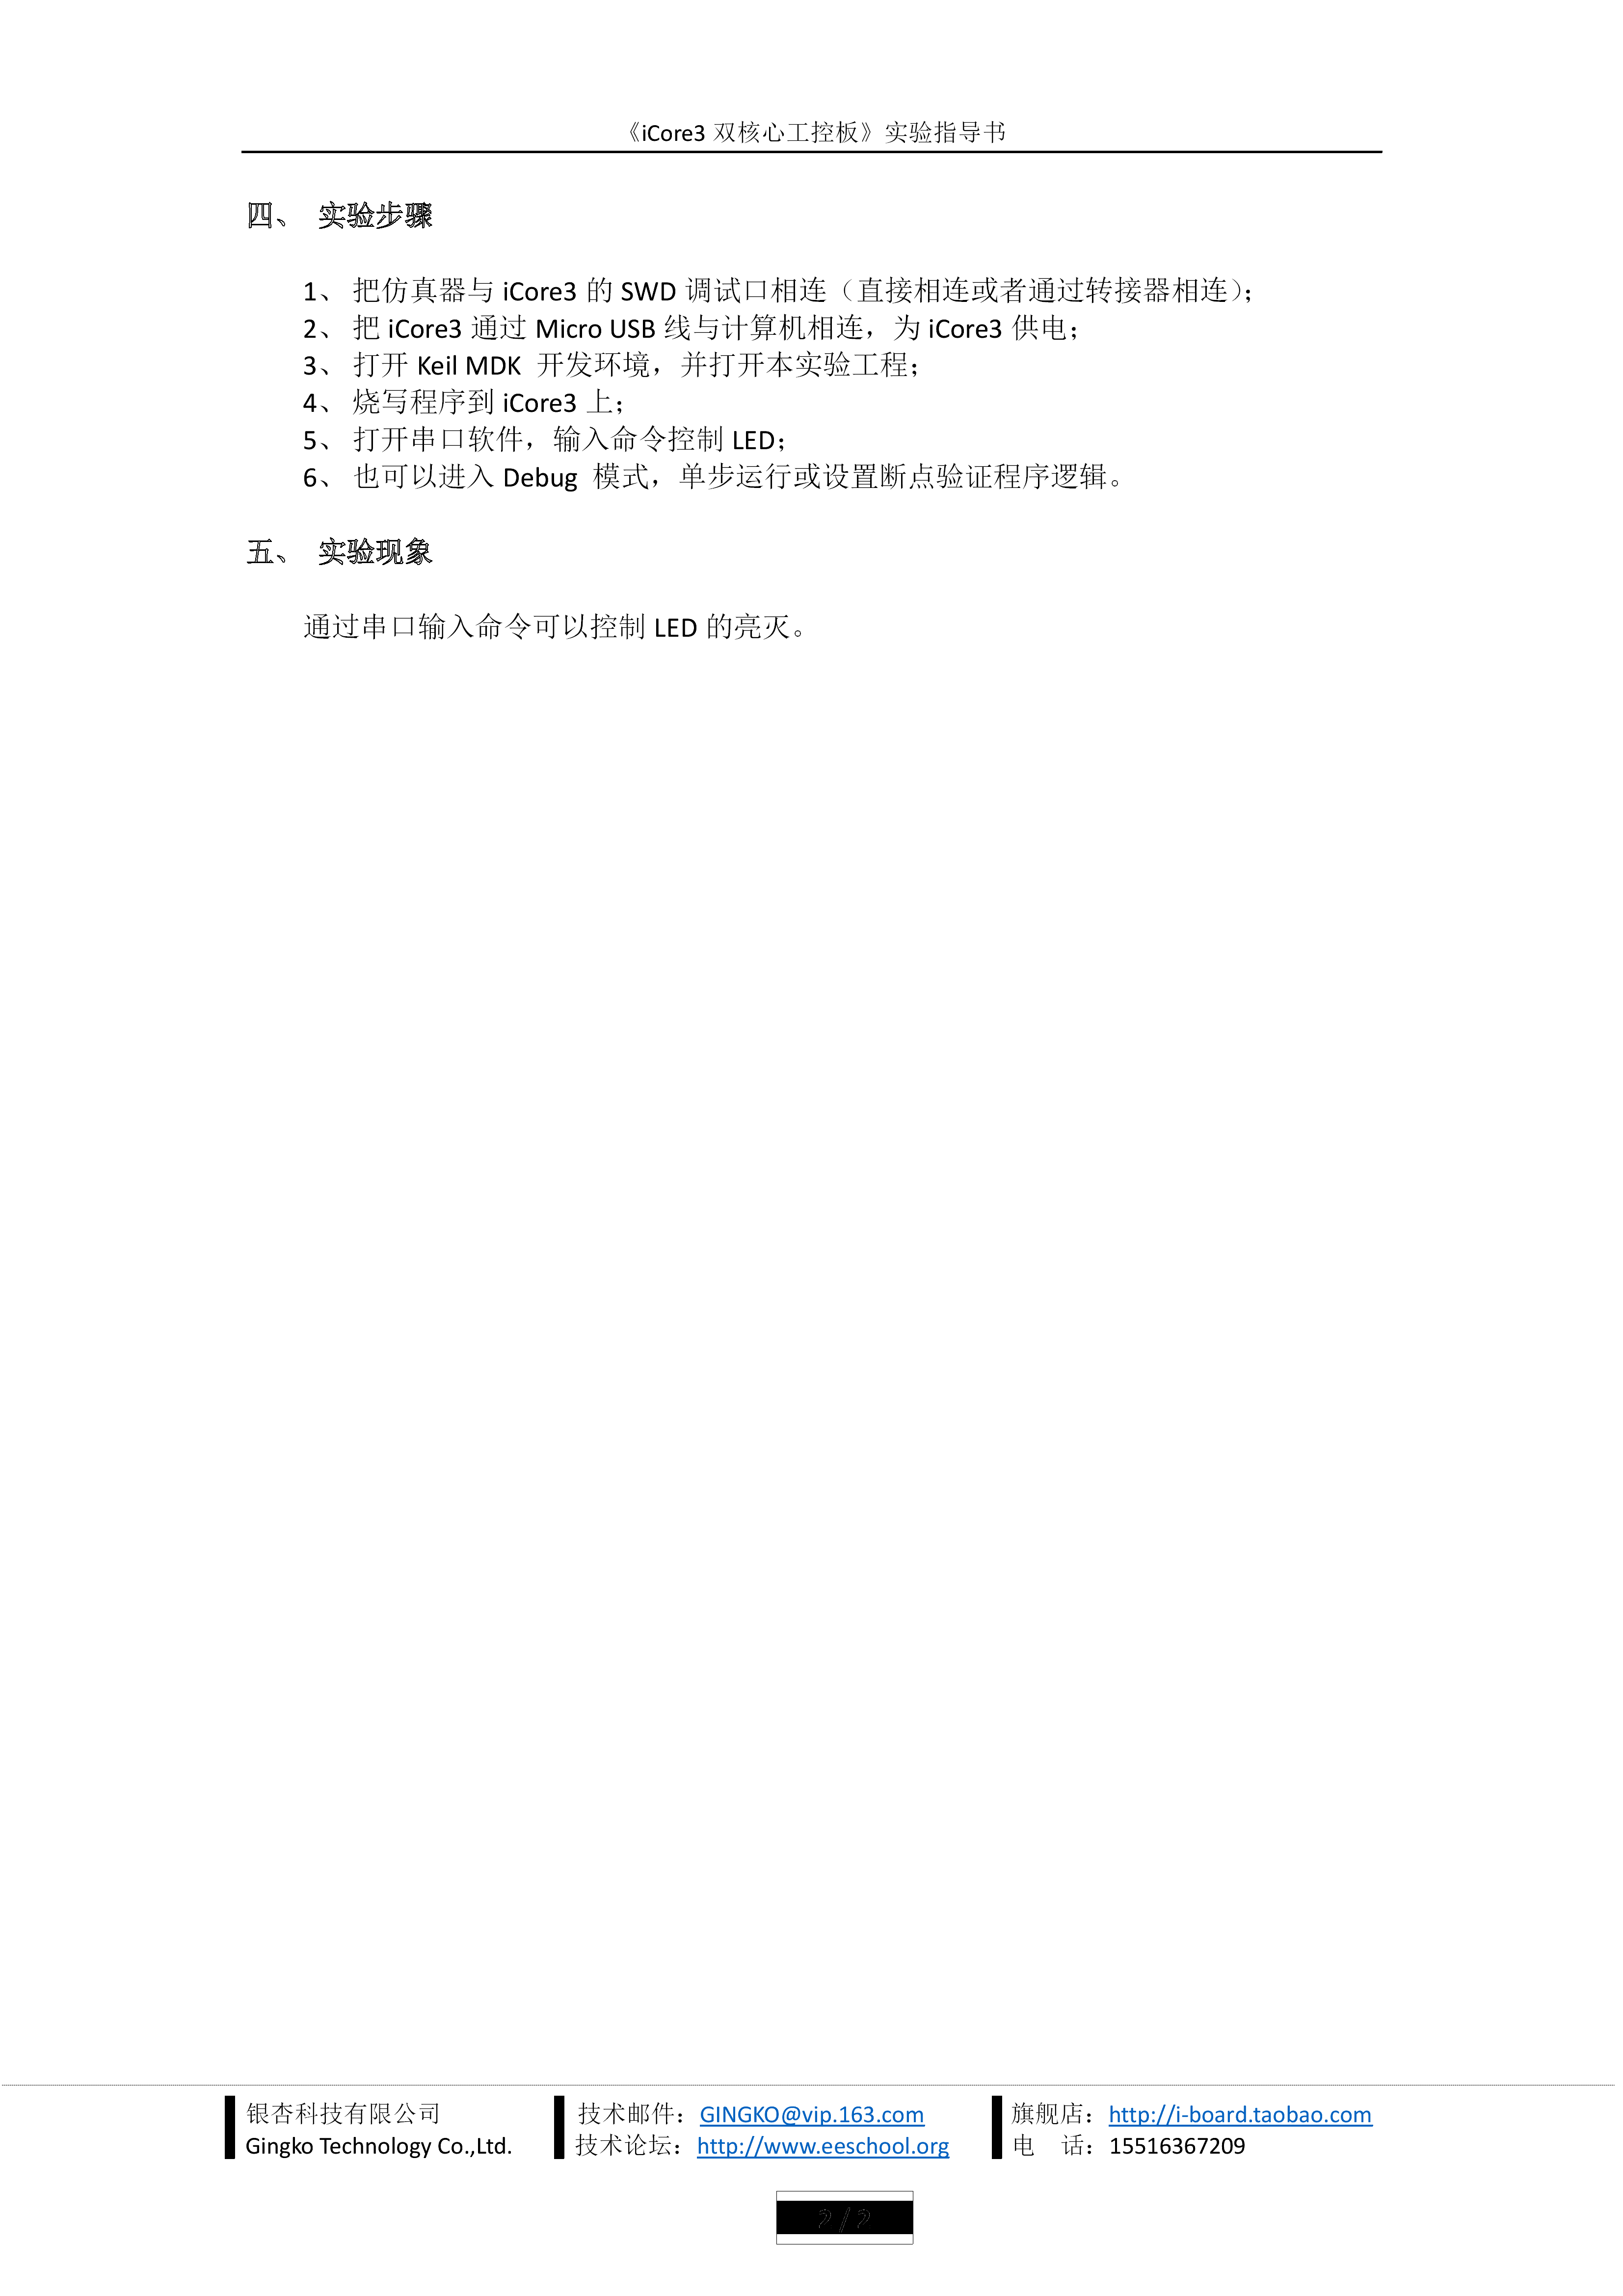 《iCore3 双核心工控板》实验指导书
四、 实验步骤
1、 把仿真器与 iCore3 的 SWD 调试口相连（直接相连或者通过转接器相连）；
2、 把 iCore3 通过 Micro USB 线与计算机相连，为 iCore3 供电；
3、 打开 Keil MDK 开发环境，并打开本实验工程；
4、 烧写程序到 iCore3 上；
5、 打开串口软件，输入命令控制 LED；
6、 也可以进入 Debug 模式，单步运行或设置断点验证程序逻辑。
五、 实验现象
通过串口输入命令可以控制 LED 的亮灭。
银杏科技有限公司 技术邮件：GINGKO@vip.163.com 旗舰店：http://i-board.taobao.com
Gingko Technology Co.,Ltd. 技术论坛：http://www.eeschool.org 电 话：15516367209
2 / 2